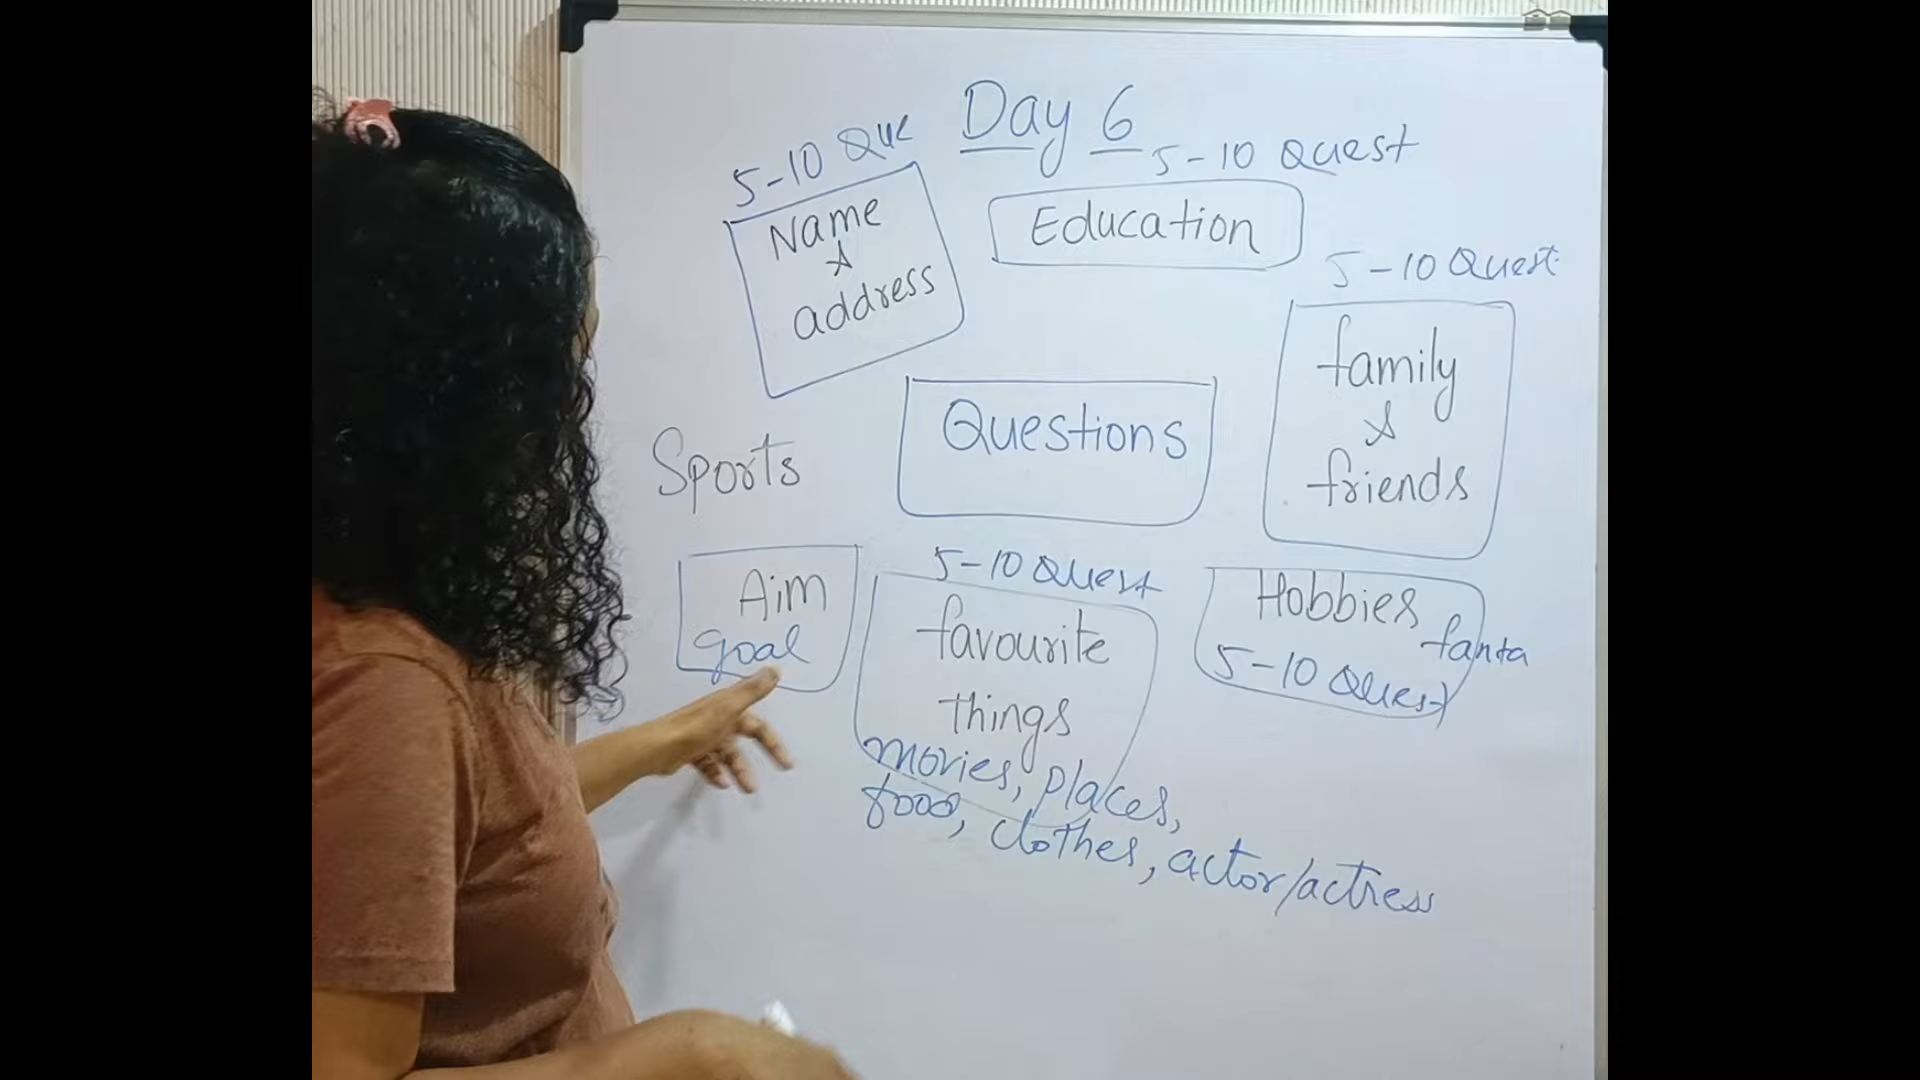 Day 6
5-10 Que
5-10 Quest
Name
&
address
Education
5-10 Quest
family
&
friends
Questions
Sports
Aim
goal
5-10 Quest
favourite
things
movies, places,
food, clothes, actor/actress
Hobbies
fanta
5-10 Quest